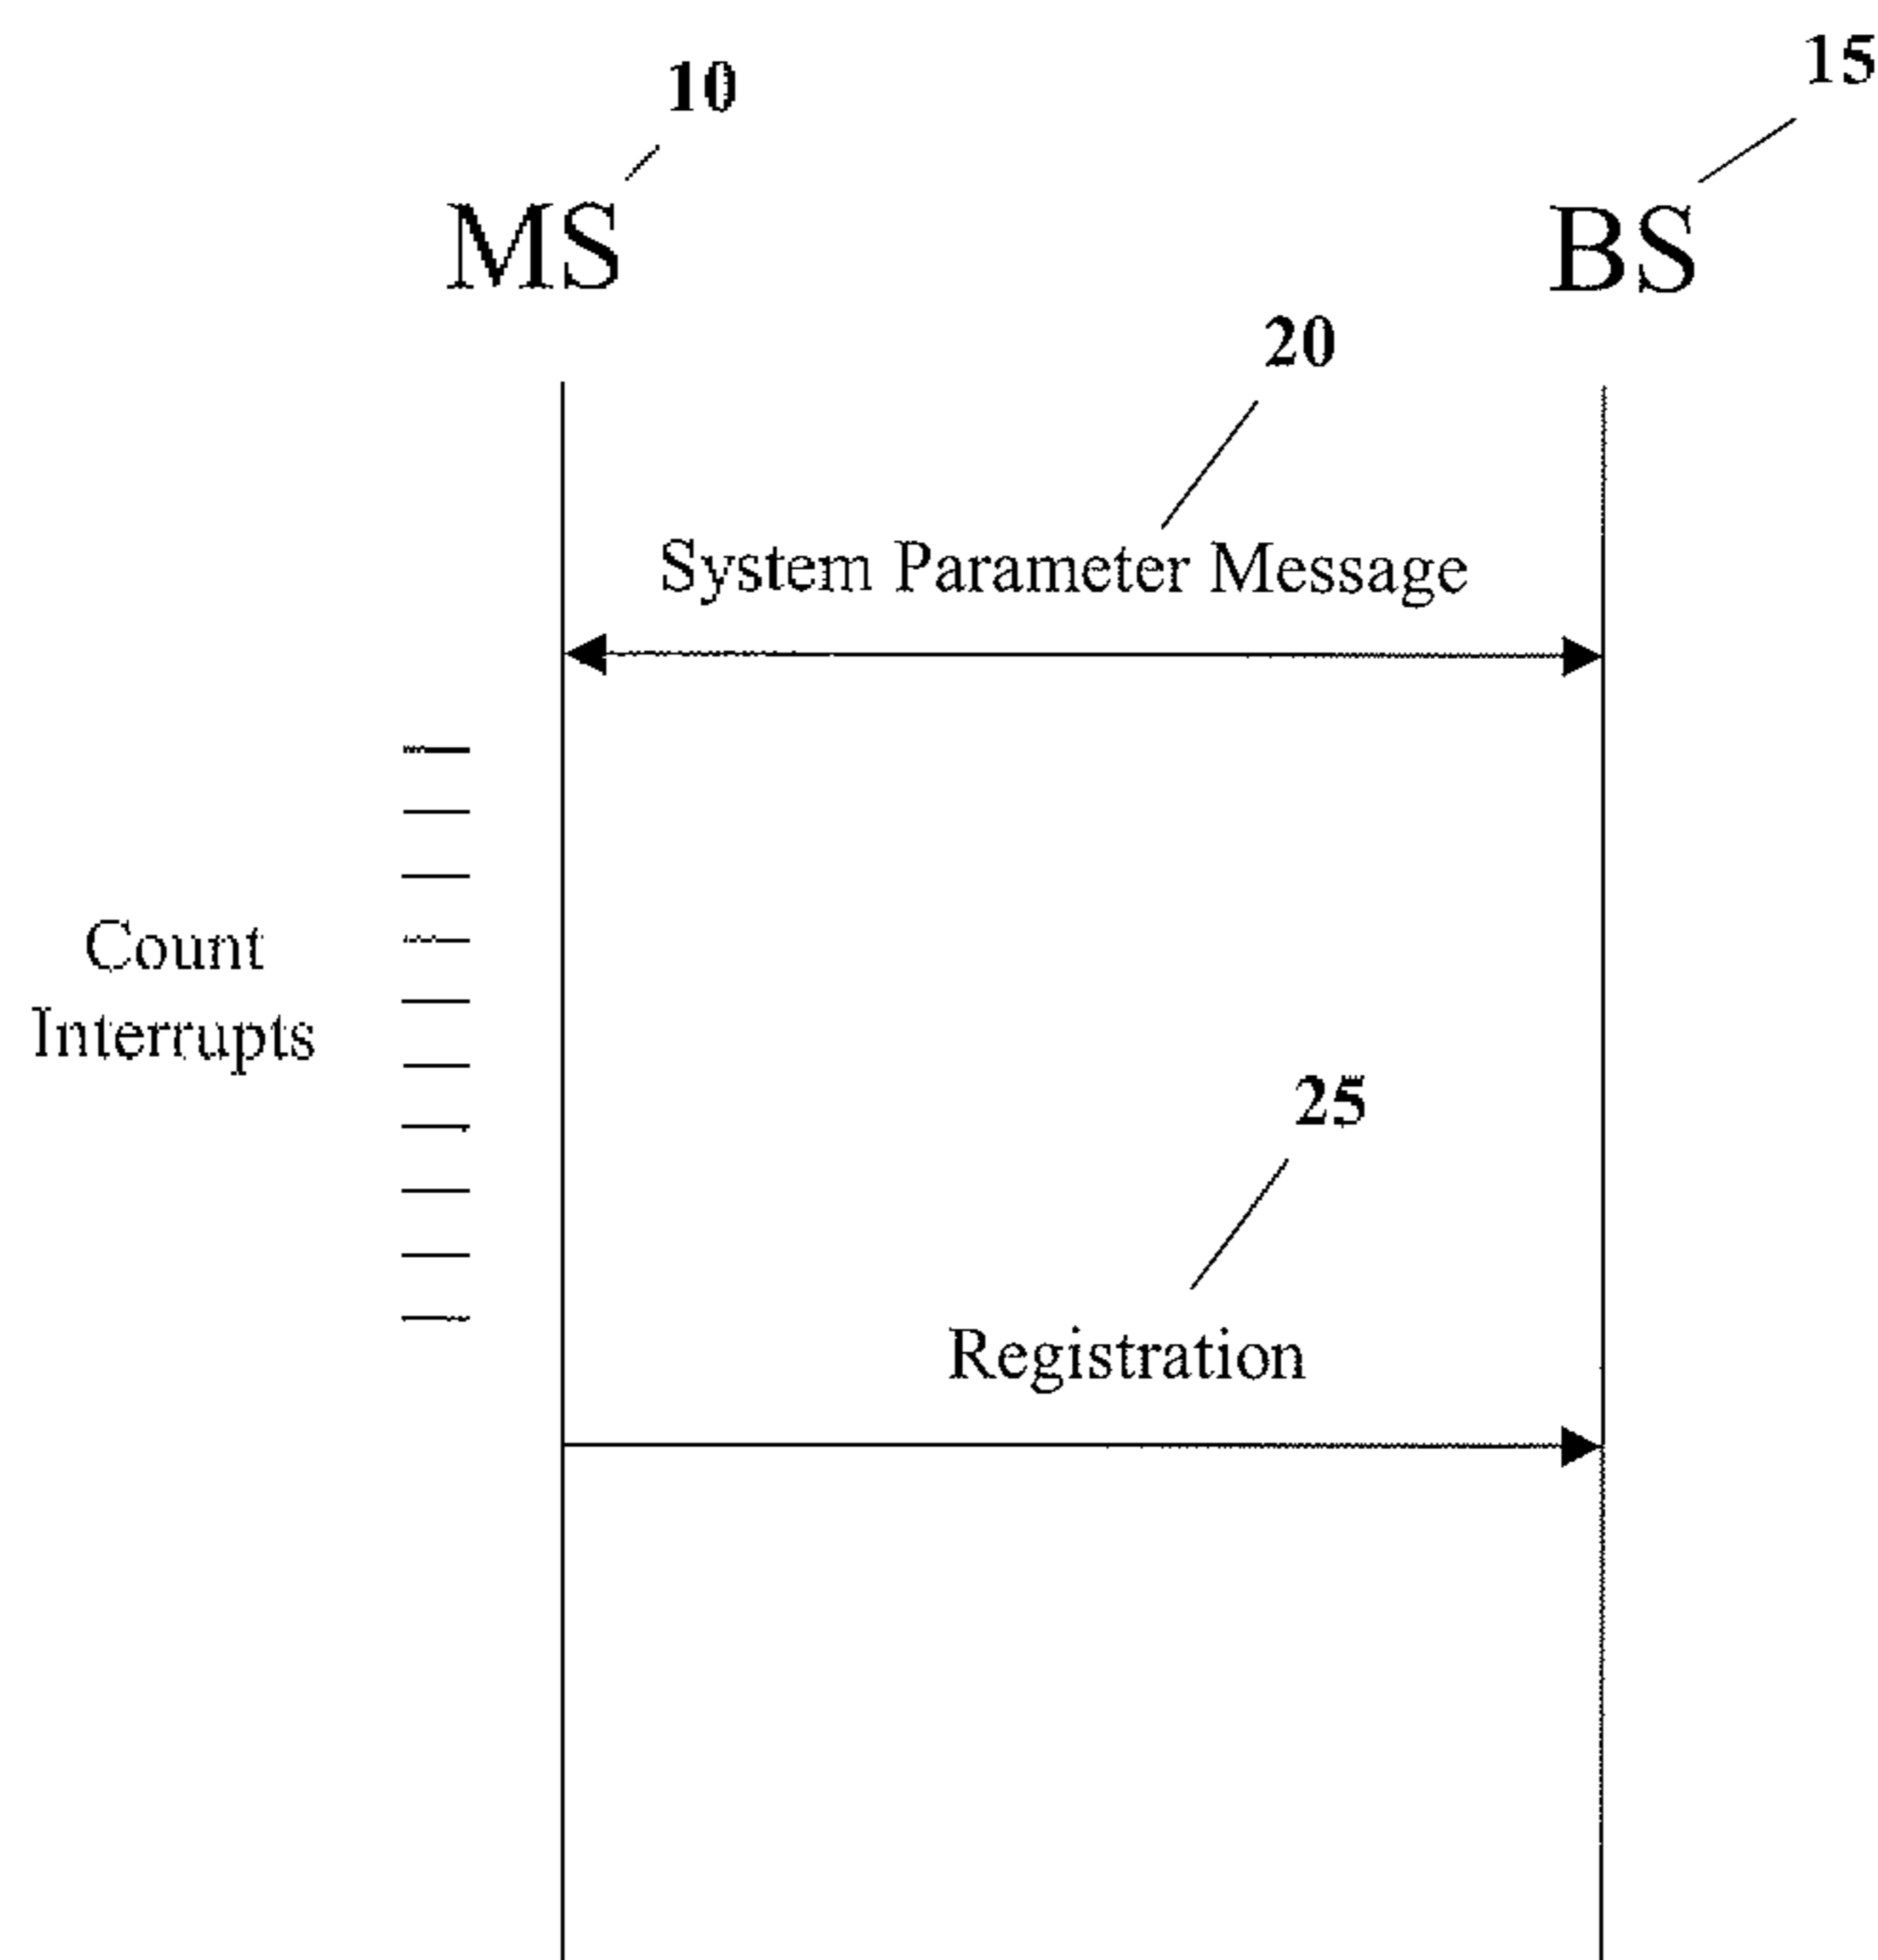 10
15
MS
BS
20
System Parameter Message
Count
Interrupts
25
Registration